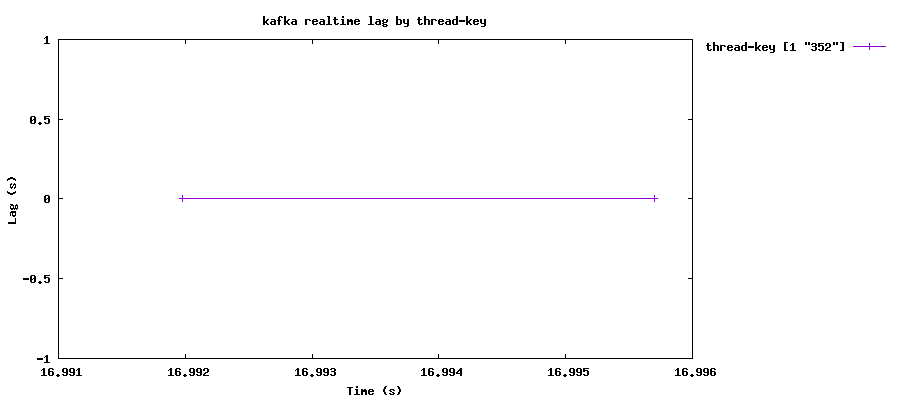 kafka realtime lag by thread-key
thread-key [1 "352"]
1
0.5
0
-0.5
-1
Lag (s)
16.991 16.992 16.993 16.994 16.995 16.996
Time (s)